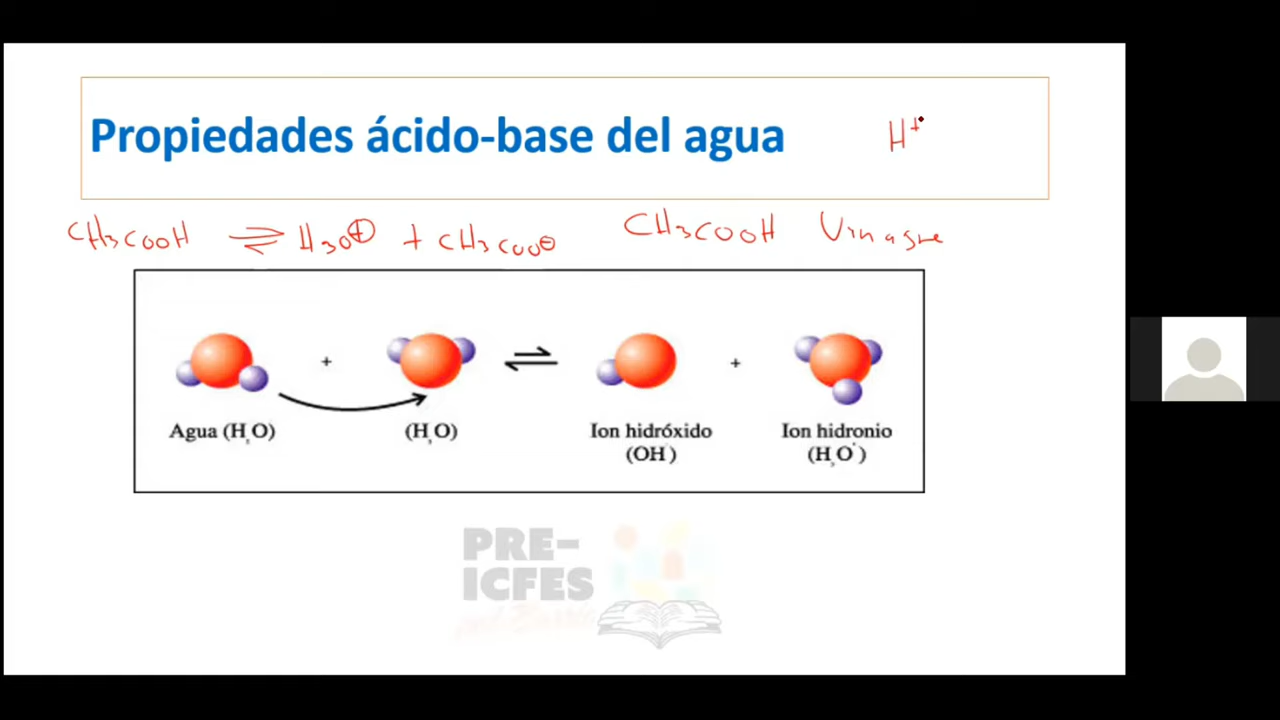 Propiedades ácido-base del agua H⁺
CH3COOH ⇌ H3O⊕ + CH3COO⊖ CH3COOH Vinagre
+ ⇌ +
Agua (H₂O) (H₂O) Ion hidróxido Ion hidronio
(OH⁻) (H₃O⁺)
PRE-
ICFES